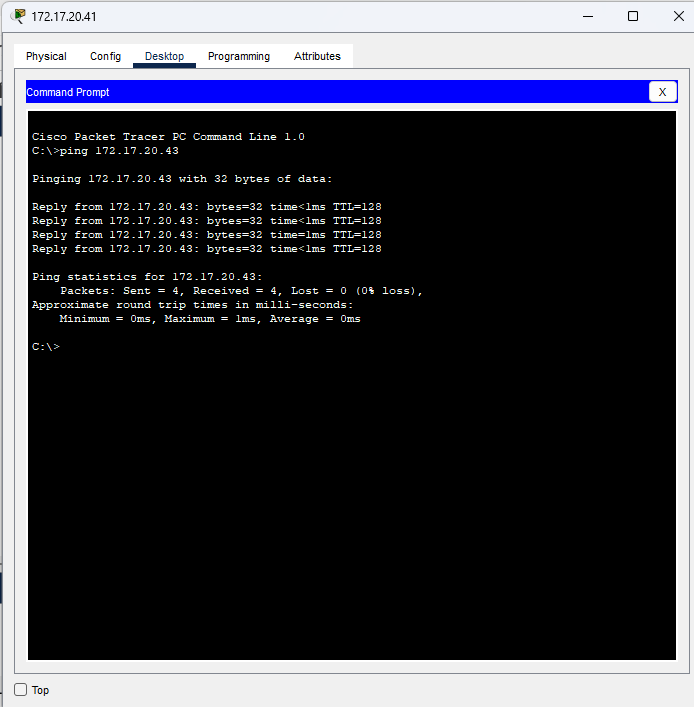 172.17.20.41
Physical Config Desktop Programming Attributes
Command Prompt X
Cisco Packet Tracer PC Command Line 1.0
C:\>ping 172.17.20.43
Pinging 172.17.20.43 with 32 bytes of data:
Reply from 172.17.20.43: bytes=32 time<1ms TTL=128
Reply from 172.17.20.43: bytes=32 time<1ms TTL=128
Reply from 172.17.20.43: bytes=32 time=1ms TTL=128
Reply from 172.17.20.43: bytes=32 time<1ms TTL=128
Ping statistics for 172.17.20.43:
Packets: Sent = 4, Received = 4, Lost = 0 (0% loss),
Approximate round trip times in milli-seconds:
Minimum = 0ms, Maximum = 1ms, Average = 0ms
C:\>
Top